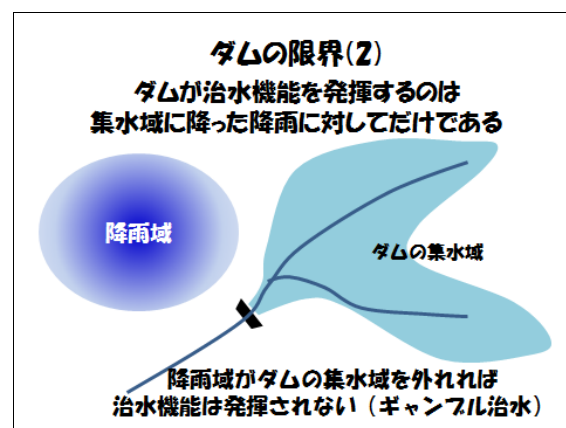 ダムの限界(2)
ダムが治水機能を発揮するのは
集水域に降った降雨に対してだけである
降雨域
ダムの集水域
降雨域がダムの集水域を外れれば
治水機能は発揮されない（ギャンブル治水）